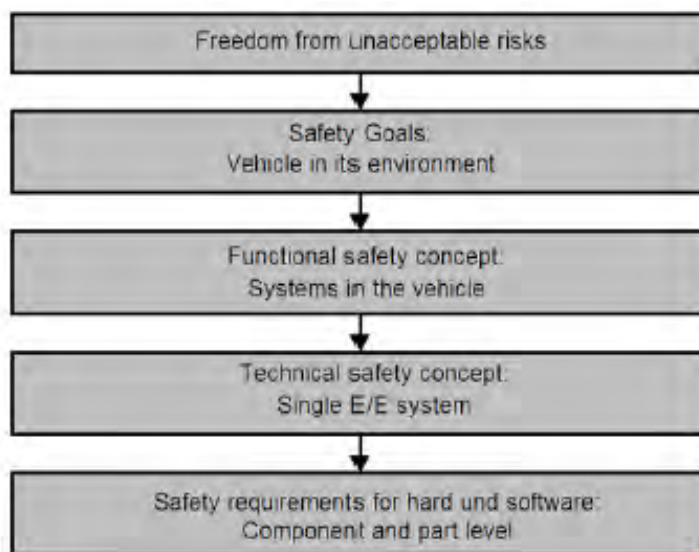 Freedom from unacceptable risks
Safety Goals:
Vehicle in its environment
Functional safety concept:
Systems in the vehicle
Technical safety concept:
Single E/E system
Safety requirements for hard und software:
Component and part level